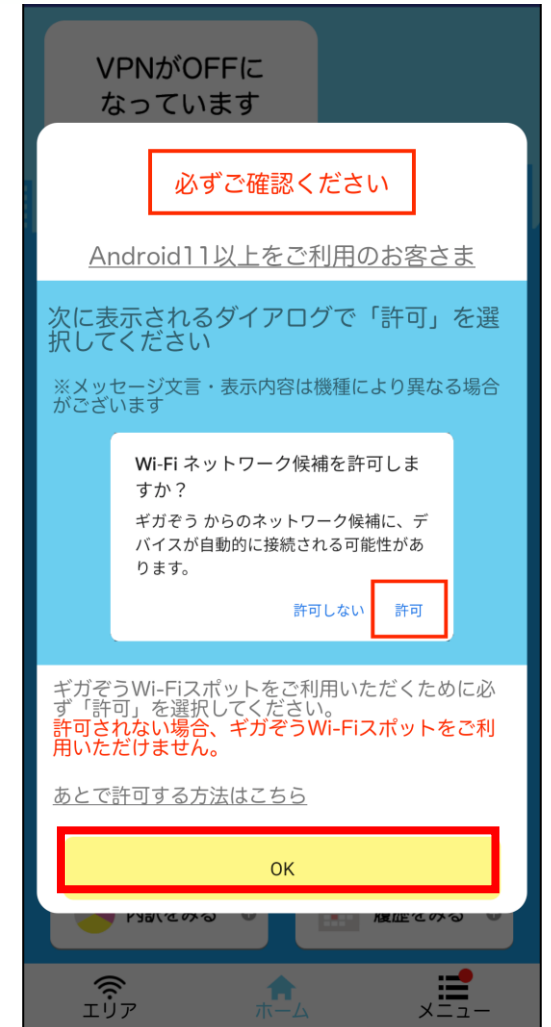 VPNがOFFに
なっています
必ずご確認ください
Android11以上をご利用のお客さま
次に表示されるダイアログで「許可」を選
択してください
※メッセージ文言・表示内容は機種により異なる場合
がございます
Wi-Fi ネットワーク候補を許可しま
すか？
ギガぞう からのネットワーク候補に、デ
バイスが自動的に接続される可能性があ
ります。
許可しない 許可
ギガぞうWi-Fiスポットをご利用いただくために必
ず「許可」を選択してください。
許可されない場合、ギガぞうWi-Fiスポットをご利
用いただけません。
あとで許可する方法はこちら
OK
内訳をみる 履歴をみる
エリア ホーム メニュー